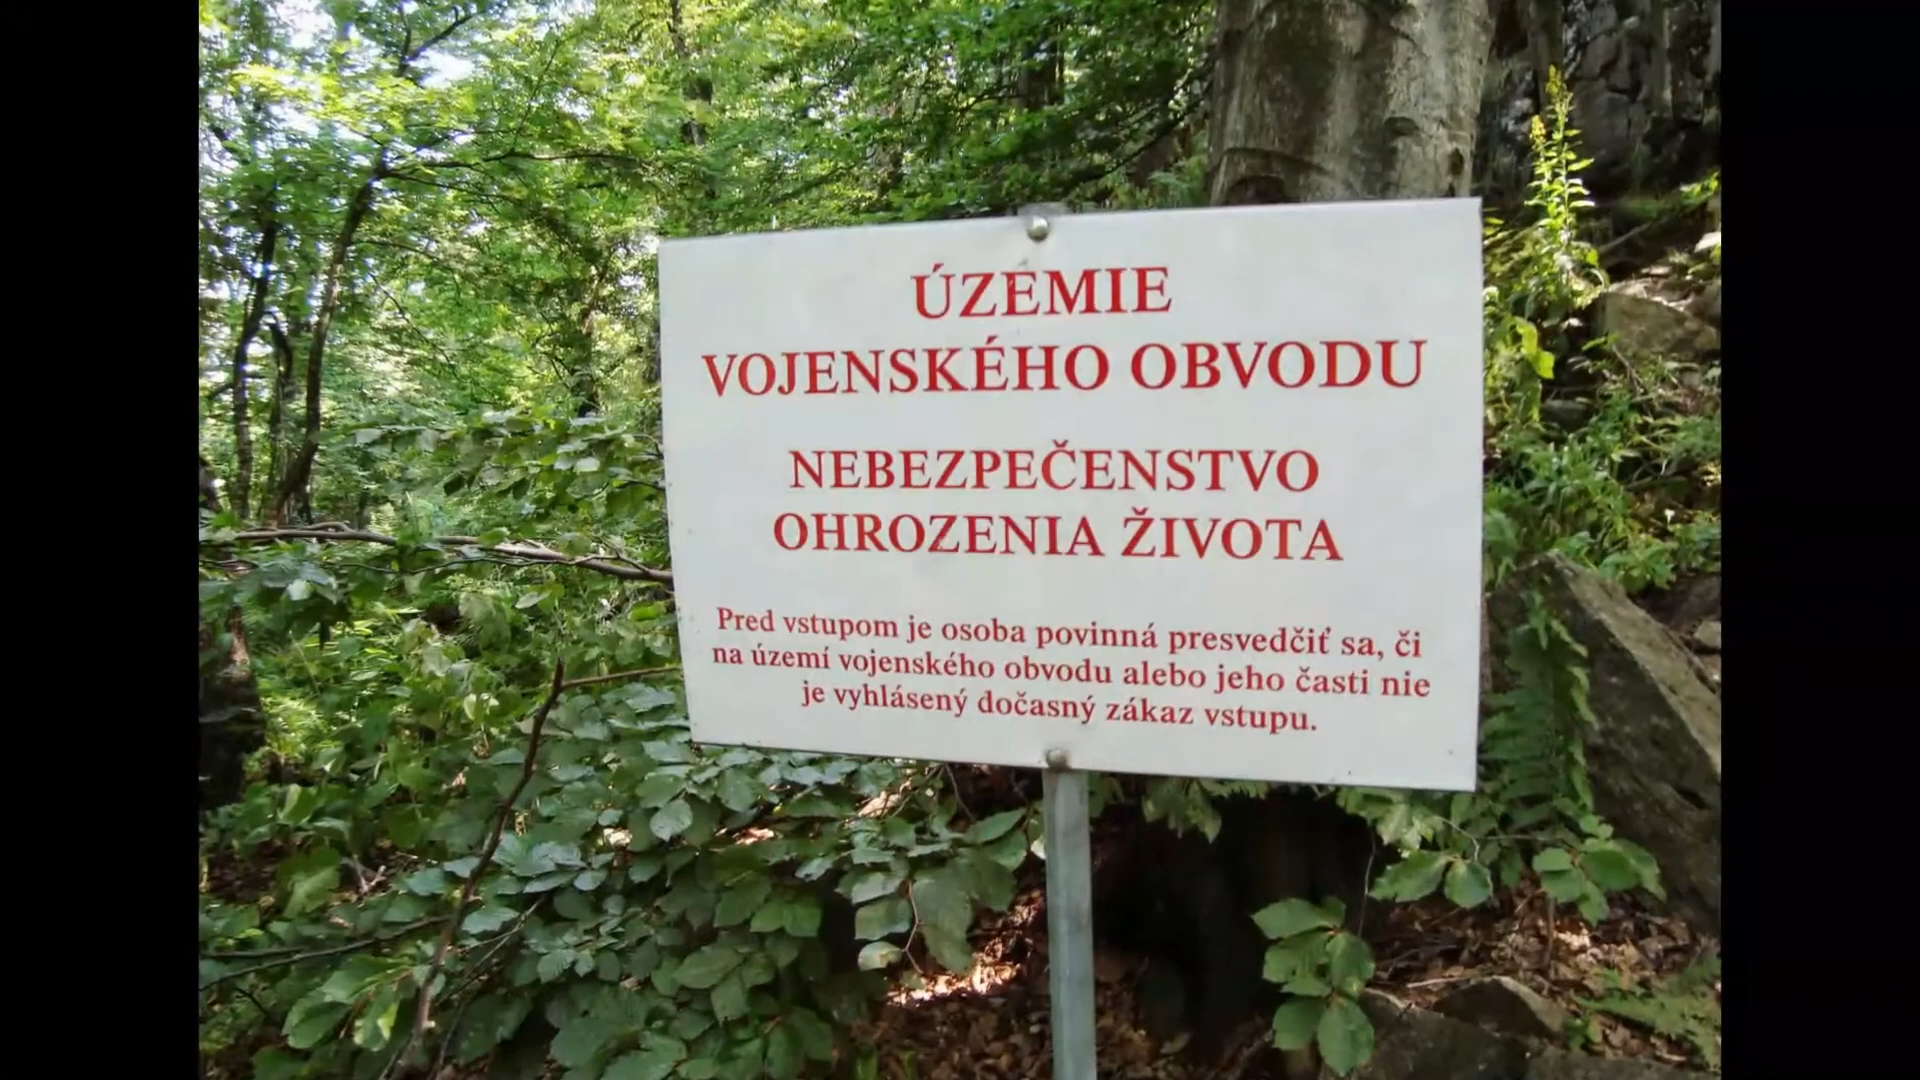 ÚZEMIE
VOJENSKÉHO OBVODU
NEBEZPEČENSTVO
OHROZENIA ŽIVOTA
Pred vstupom je osoba povinná presvedčiť sa, či
na území vojenského obvodu alebo jeho časti nie
je vyhlásený dočasný zákaz vstupu.